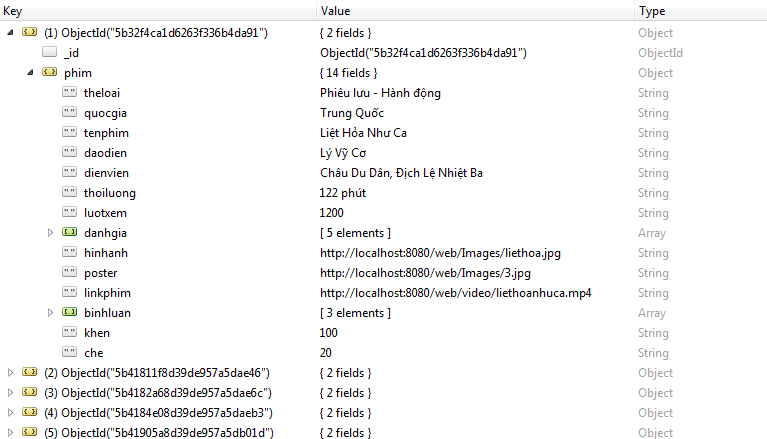 Key Value Type
(1) ObjectId("5b32f4ca1d6263f336b4da91") { 2 fields } Object
_id ObjectId("5b32f4ca1d6263f336b4da91") ObjectId
phim { 14 fields } Object
theloai Phiêu lưu - Hành động String
quocgia Trung Quốc String
tenphim Liệt Hỏa Như Ca String
daodien Lý Vỹ Cơ String
dienvien Châu Du Dân, Địch Lệ Nhiệt Ba String
thoiluong 122 phút String
luotxem 1200 String
danhgia [ 5 elements ] Array
hinhanh http://localhost:8080/web/Images/liethoa.jpg String
poster http://localhost:8080/web/Images/3.jpg String
linkphim http://localhost:8080/web/video/liethoanhuca.mp4 String
binhluan [ 3 elements ] Array
khen 100 String
che 20 String
(2) ObjectId("5b41811f8d39de957a5dae46") { 2 fields } Object
(3) ObjectId("5b4182a68d39de957a5dae6c") { 2 fields } Object
(4) ObjectId("5b4184e08d39de957a5daeb3") { 2 fields } Object
(5) ObjectId("5b41905a8d39de957a5db01d") { 2 fields } Object